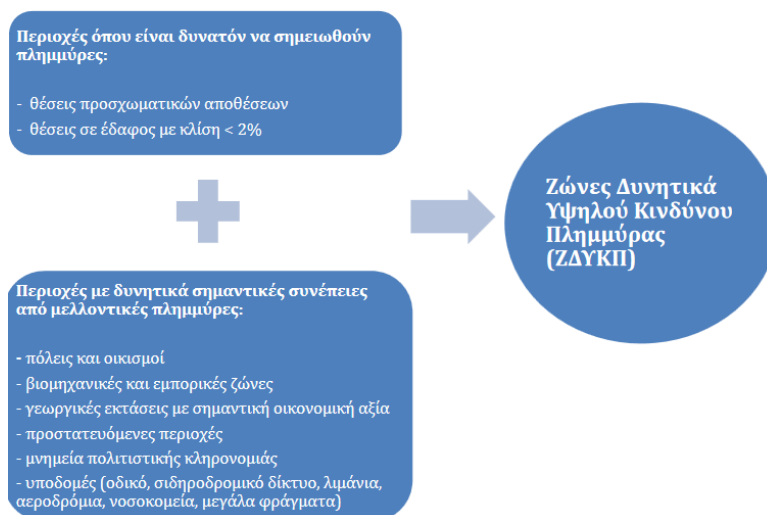 Περιοχές όπου είναι δυνατόν να σημειωθούν
πλημμύρες:
- θέσεις προσχωματικών αποθέσεων
- θέσεις σε έδαφος με κλίση < 2%
Περιοχές με δυνητικά σημαντικές συνέπειες
από μελλοντικές πλημμύρες:
- πόλεις και οικισμοί
- βιομηχανικές και εμπορικές ζώνες
- γεωργικές εκτάσεις με σημαντική οικονομική αξία
- προστατευόμενες περιοχές
- μνημεία πολιτιστικής κληρονομιάς
- υποδομές (οδικό, σιδηροδρομικό δίκτυο, λιμάνια,
αεροδρόμια, νοσοκομεία, μεγάλα φράγματα)
Ζώνες Δυνητικά
Υψηλού Κινδύνου
Πλημμύρας
(ΖΔΥΚΠ)